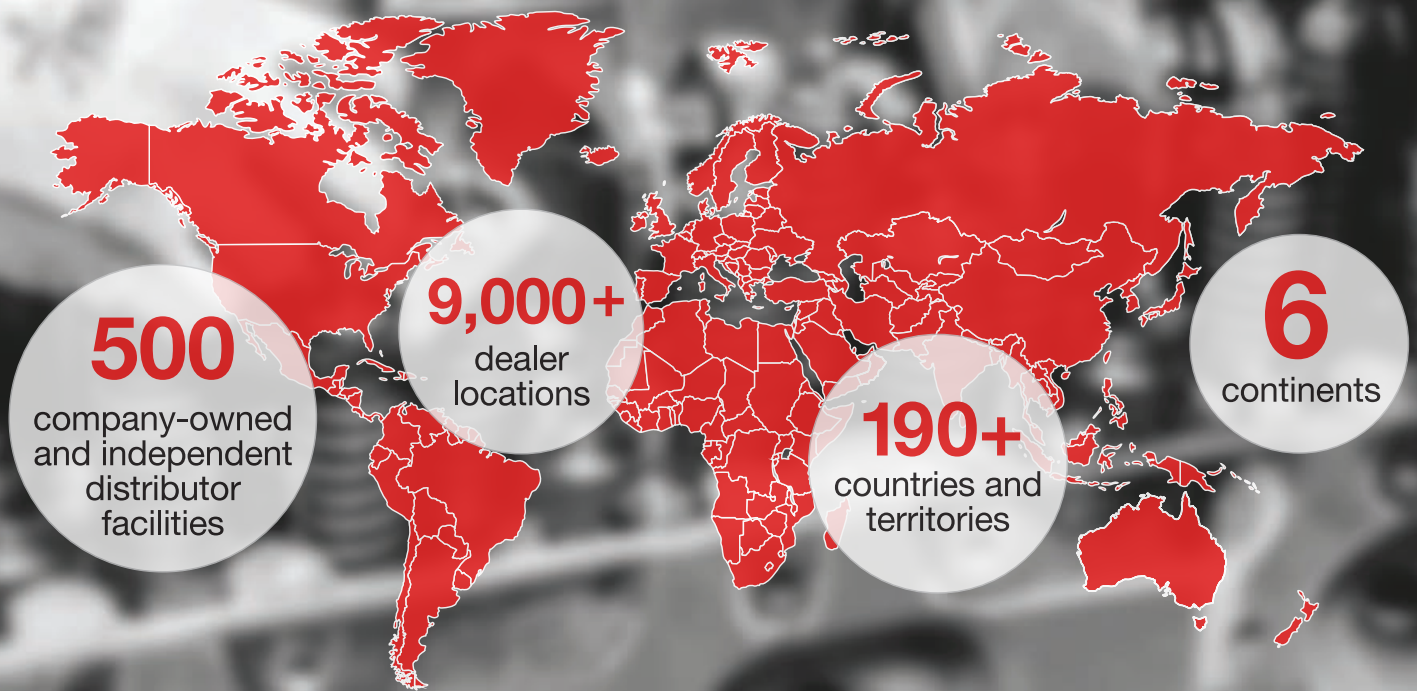 500
company-owned
and independent
distributor
facilities
9,000+
dealer
locations
190+
countries and
territories
6
continents